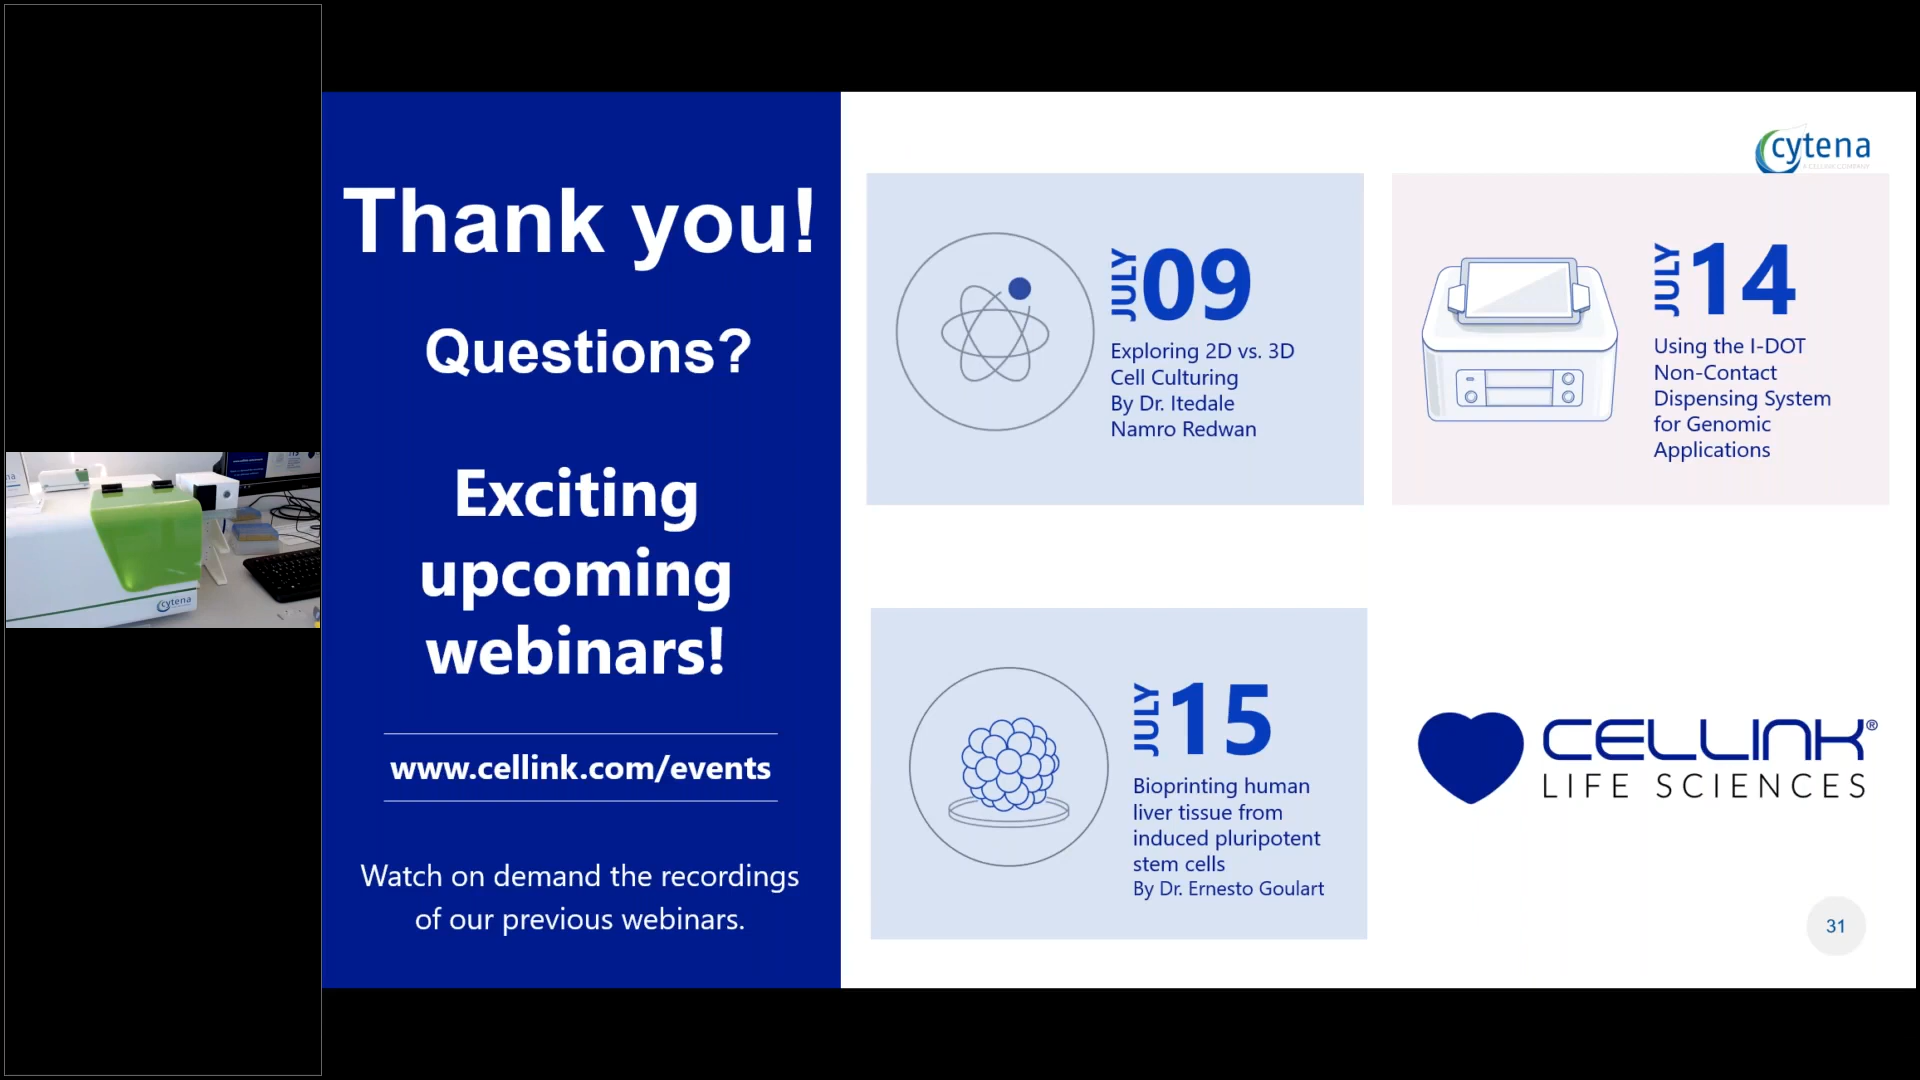 Thank you!
Questions?
Exciting
upcoming
webinars!
www.cellink.com/events
Watch on demand the recordings
of our previous webinars.
cytena
JULY 09
Exploring 2D vs. 3D
Cell Culturing
By Dr. Itedale
Namro Redwan
JULY 14
Using the I-DOT
Non-Contact
Dispensing System
for Genomic
Applications
JULY 15
Bioprinting human
liver tissue from
induced pluripotent
stem cells
By Dr. Ernesto Goulart
CELLINK®
LIFE SCIENCES
31
cytena